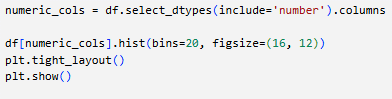 numeric_cols = df.select_dtypes(include='number').columns
df[numeric_cols].hist(bins=20, figsize=(16, 12))
plt.tight_layout()
plt.show()